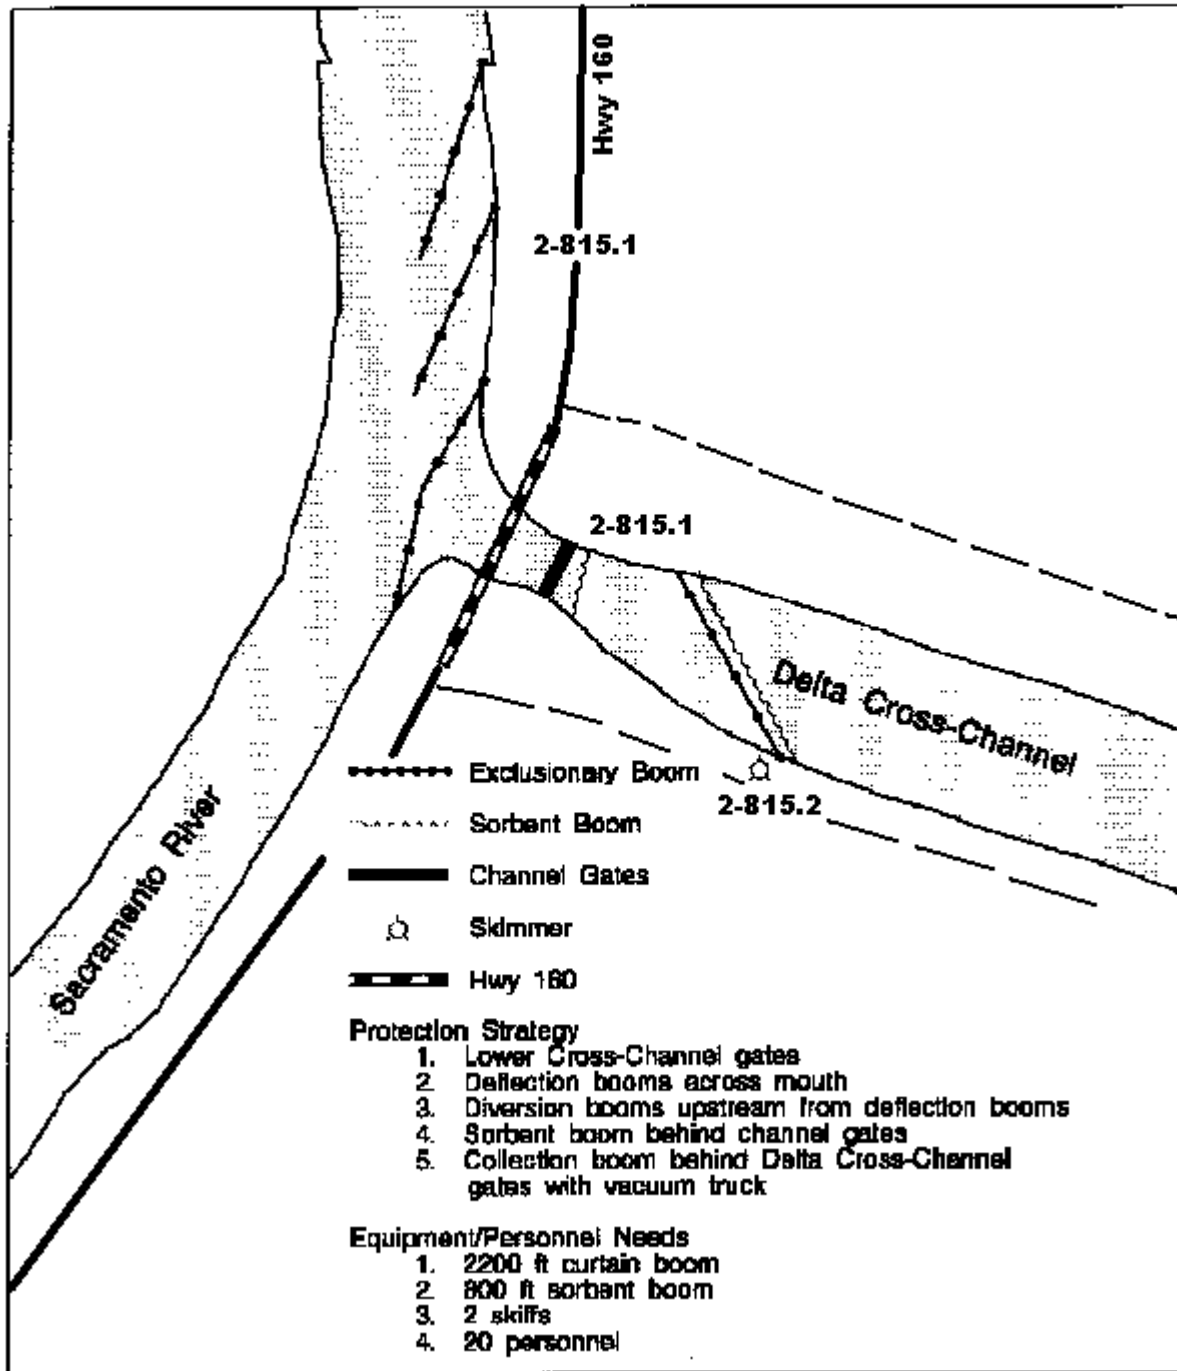 Hwy 160
2-815.1
2-815.1
Delta Cross-Channel
2-815.2
Sacramento River
Exclusionary Boom
Sorbent Boom
Channel Gates
Skimmer
Hwy 160
Protection Strategy
1. Lower Cross-Channel gates
2. Deflection booms across mouth
3. Diversion booms upstream from deflection booms
4. Sorbent boom behind channel gates
5. Collection boom behind Delta Cross-Channel
gates with vacuum truck
Equipment/Personnel Needs
1. 2200 ft curtain boom
2. 800 ft sorbent boom
3. 2 skiffs
4. 20 personnel